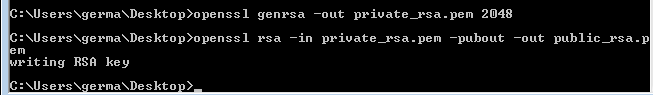 C:\Users\germa\Desktop>openssl genrsa -out private_rsa.pem 2048
C:\Users\germa\Desktop>openssl rsa -in private_rsa.pem -pubout -out public_rsa.p
em
writing RSA key
C:\Users\germa\Desktop>_